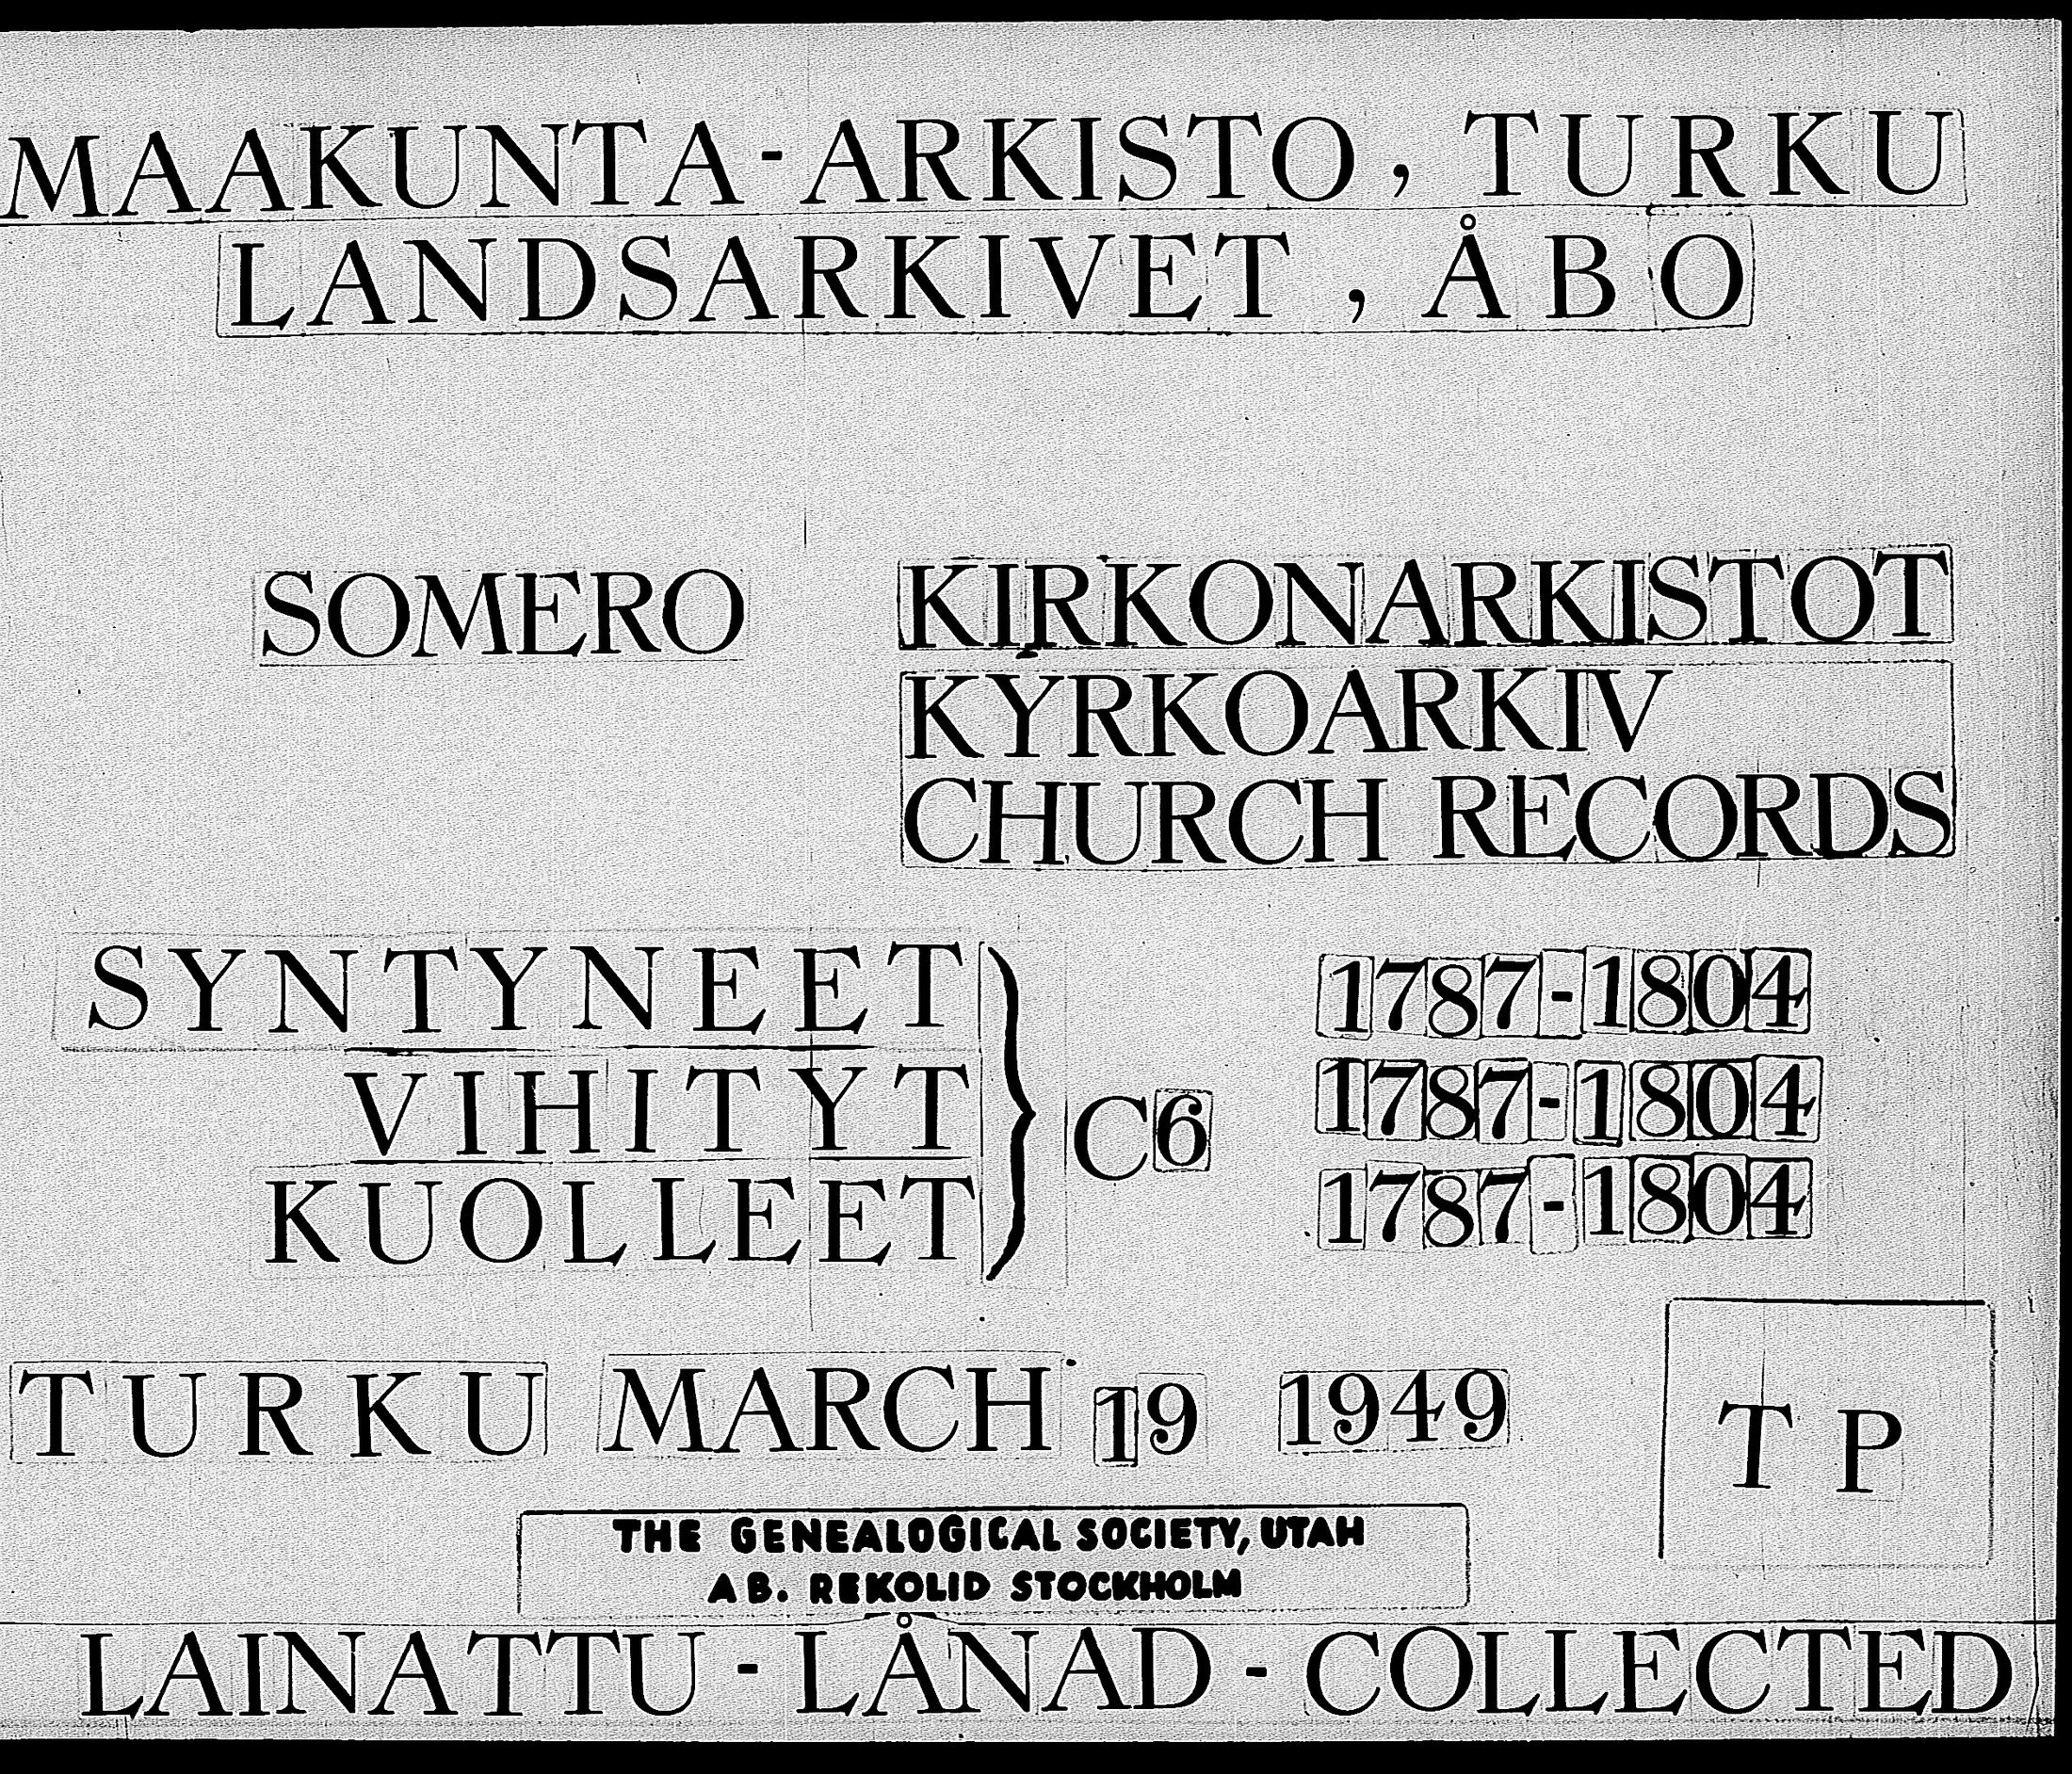 MAAKUNTA-ARKISTO, TURKU
LANDSARKIVET, ÅBO
SOMERO KIRKONARKISTOT
KYRKOARKIV
CHURCH RECORDS
SYNTYNEET 1787-1804
VIHITYT } C6 1787-1804
KUOLLEET 1787-1804
TURKU MARCH 19 1949
T P
THE GENEALOGICAL SOCIETY, UTAH
AB. REKOLID STOCKHOLM
LAINATTU - LÅNAD - COLLECTED